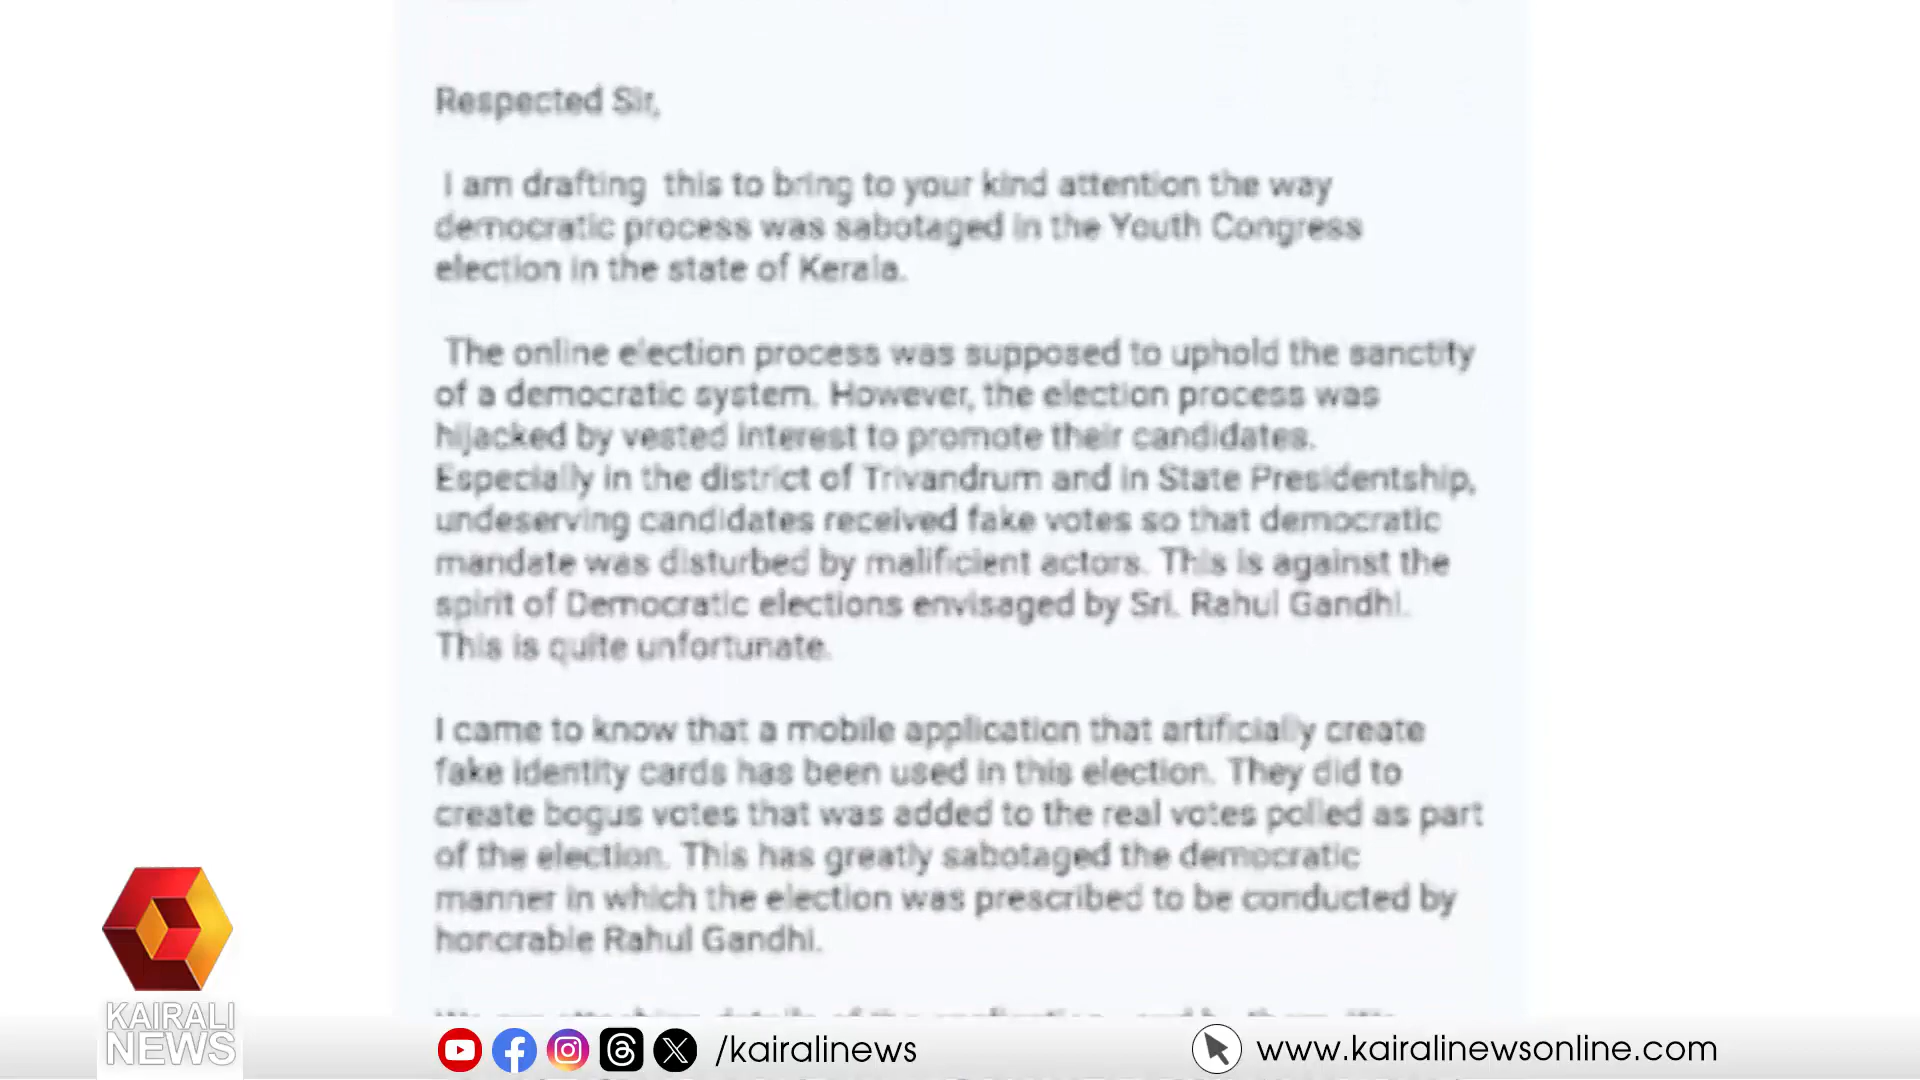 Respected Sir,
I am drafting this to bring to your kind attention the way
democratic process was sabotaged in the Youth Congress
election in the state of Kerala.
The online election process was supposed to uphold the sanctity
of a democratic system. However, the election process was
hijacked by vested interest to promote their candidates.
Especially in the district of Trivandrum and in State Presidentship,
undeserving candidates received fake votes so that democratic
mandate was disturbed by malificient actors. This is against the
spirit of Democratic elections envisaged by Sri. Rahul Gandhi.
This is quite unfortunate.
I came to know that a mobile application that artificially create
fake identity cards has been used in this election. They did to
create bogus votes that was added to the real votes polled as part
of the election. This has greatly sabotaged the democratic
manner in which the election was prescribed to be conducted by
honorable Rahul Gandhi.
KAIRALI
NEWS
/kairalinews
www.kairalinewsonline.com